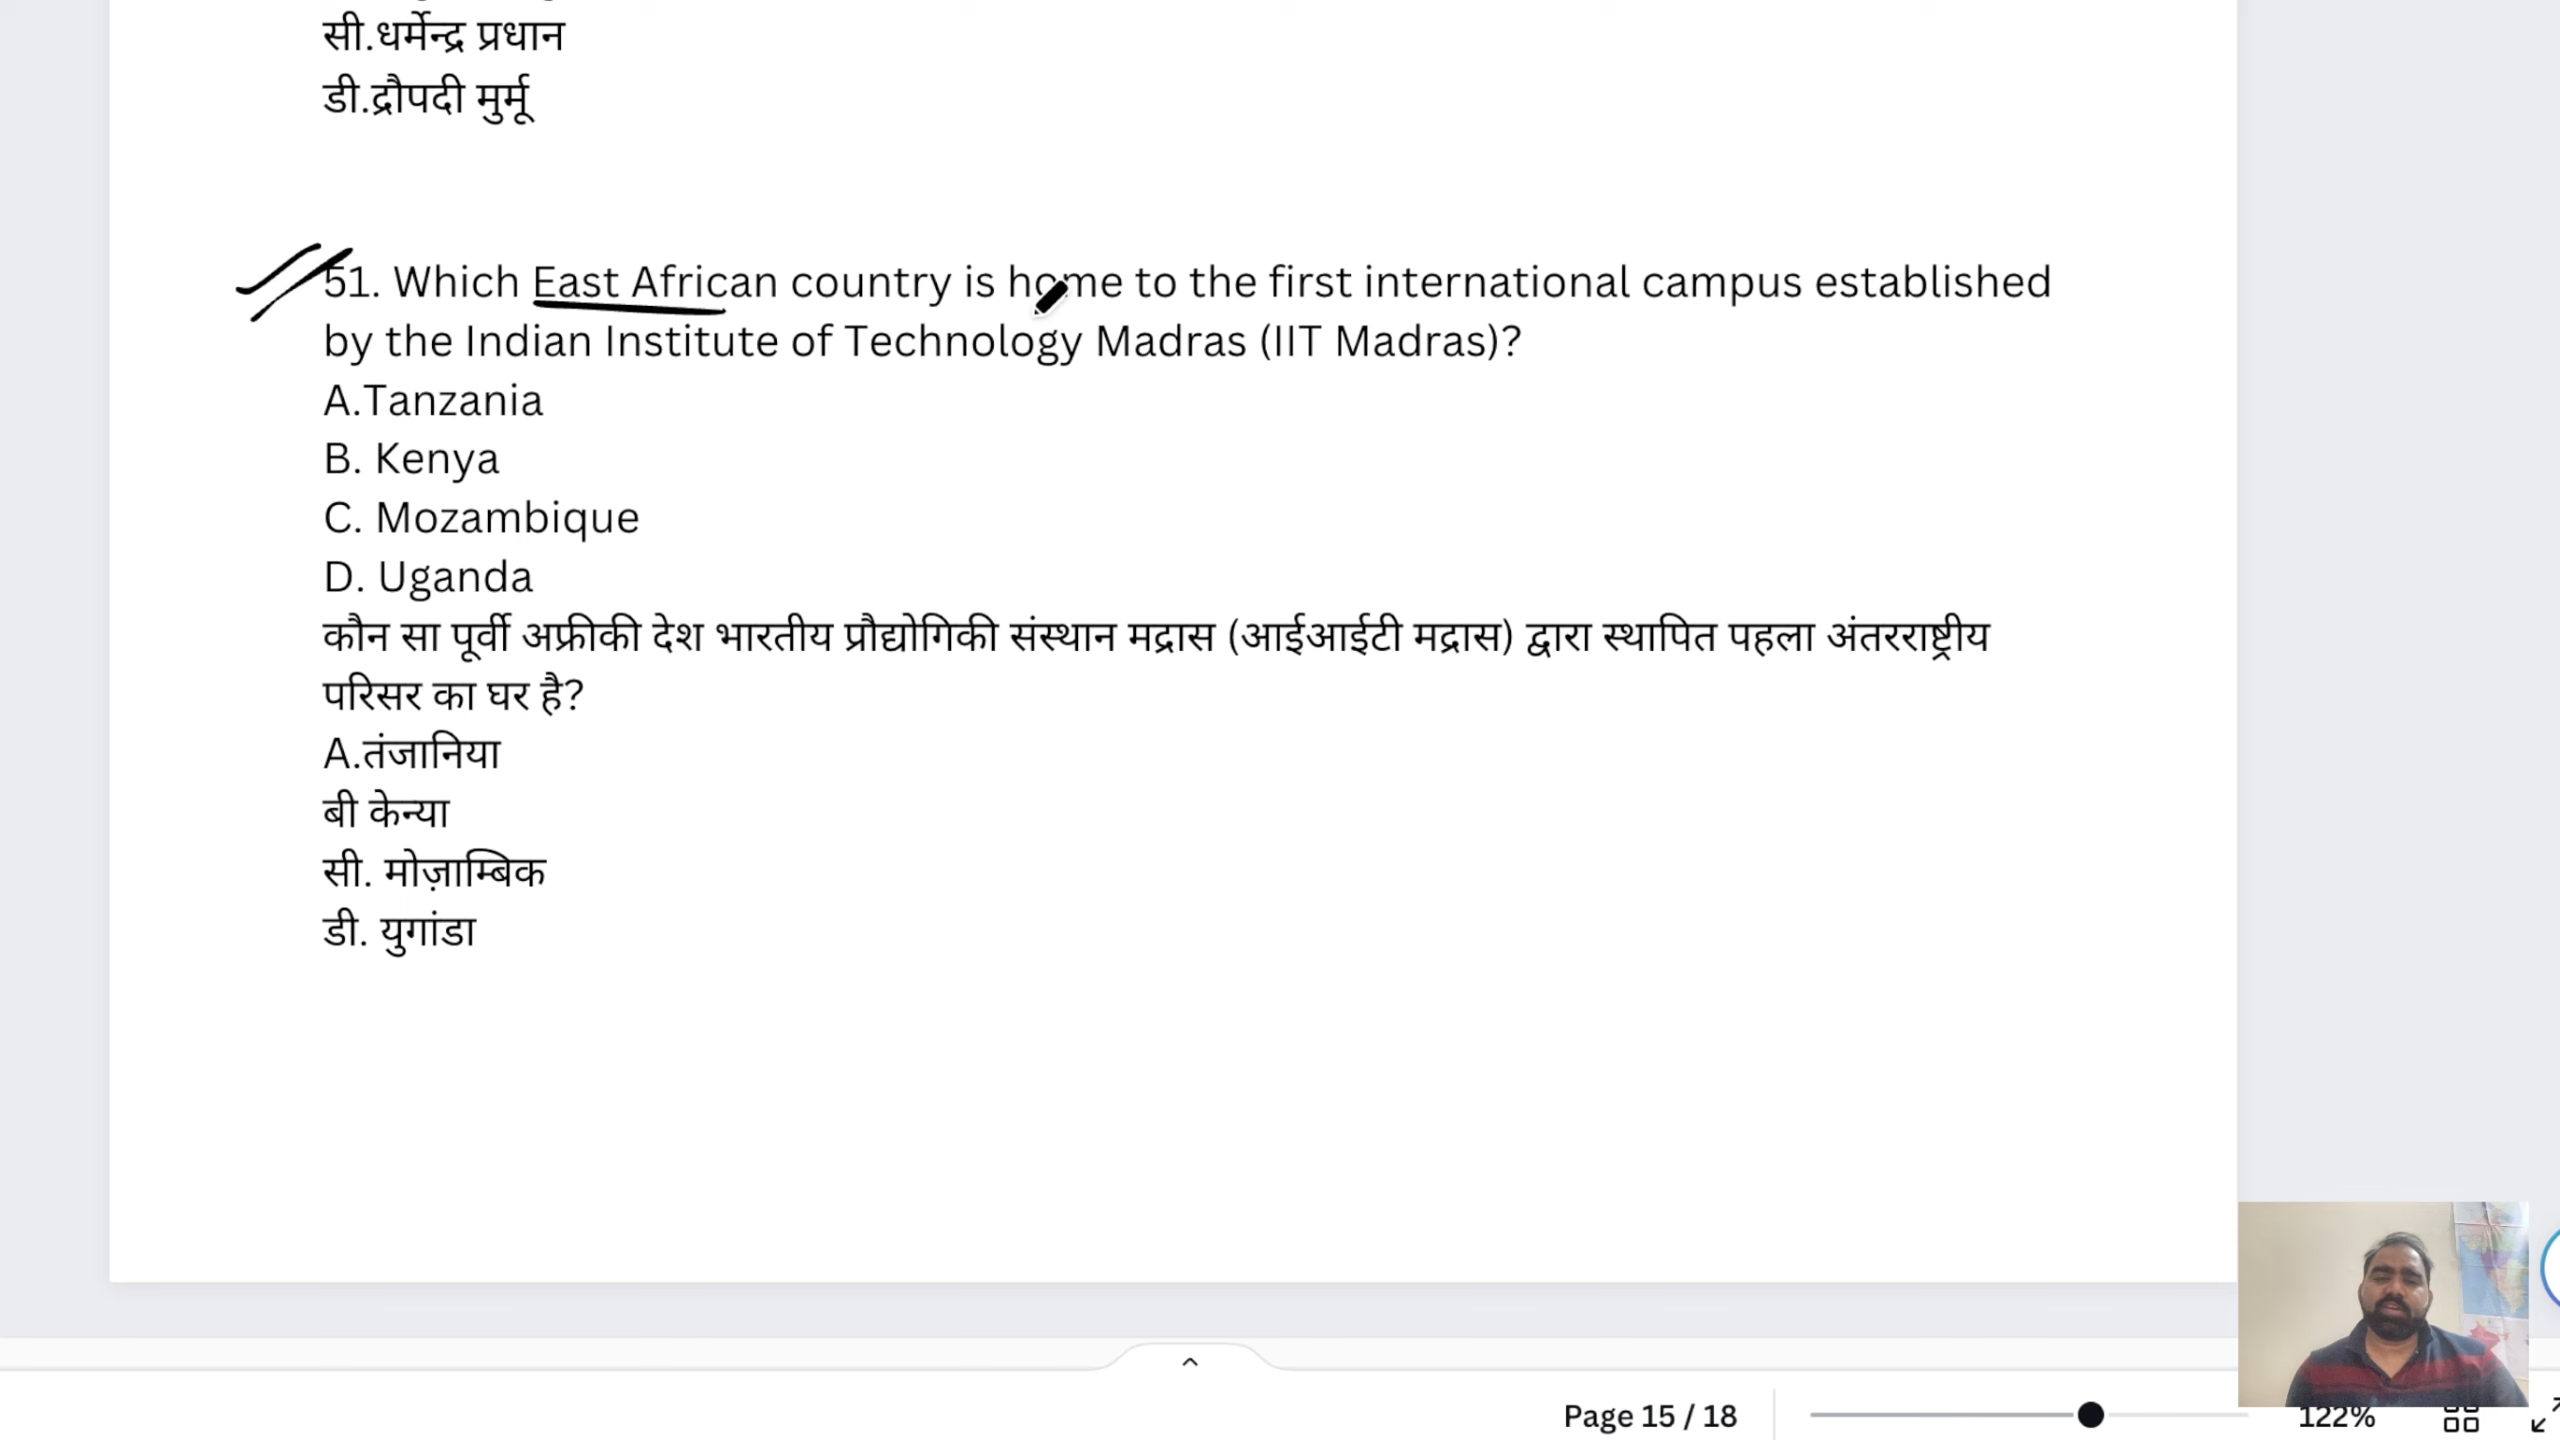 सी.धर्मेन्द्र प्रधान
डी.द्रौपदी मुर्मू
51. Which East African country is home to the first international campus established
by the Indian Institute of Technology Madras (IIT Madras)?
A.Tanzania
B. Kenya
C. Mozambique
D. Uganda
कौन सा पूर्वी अफ्रीकी देश भारतीय प्रौद्योगिकी संस्थान मद्रास (आईआईटी मद्रास) द्वारा स्थापित पहला अंतरराष्ट्रीय
परिसर का घर है?
A.तंजानिया
बी केन्या
सी. मोज़ाम्बिक
डी. युगांडा
Page 15 / 18
122%